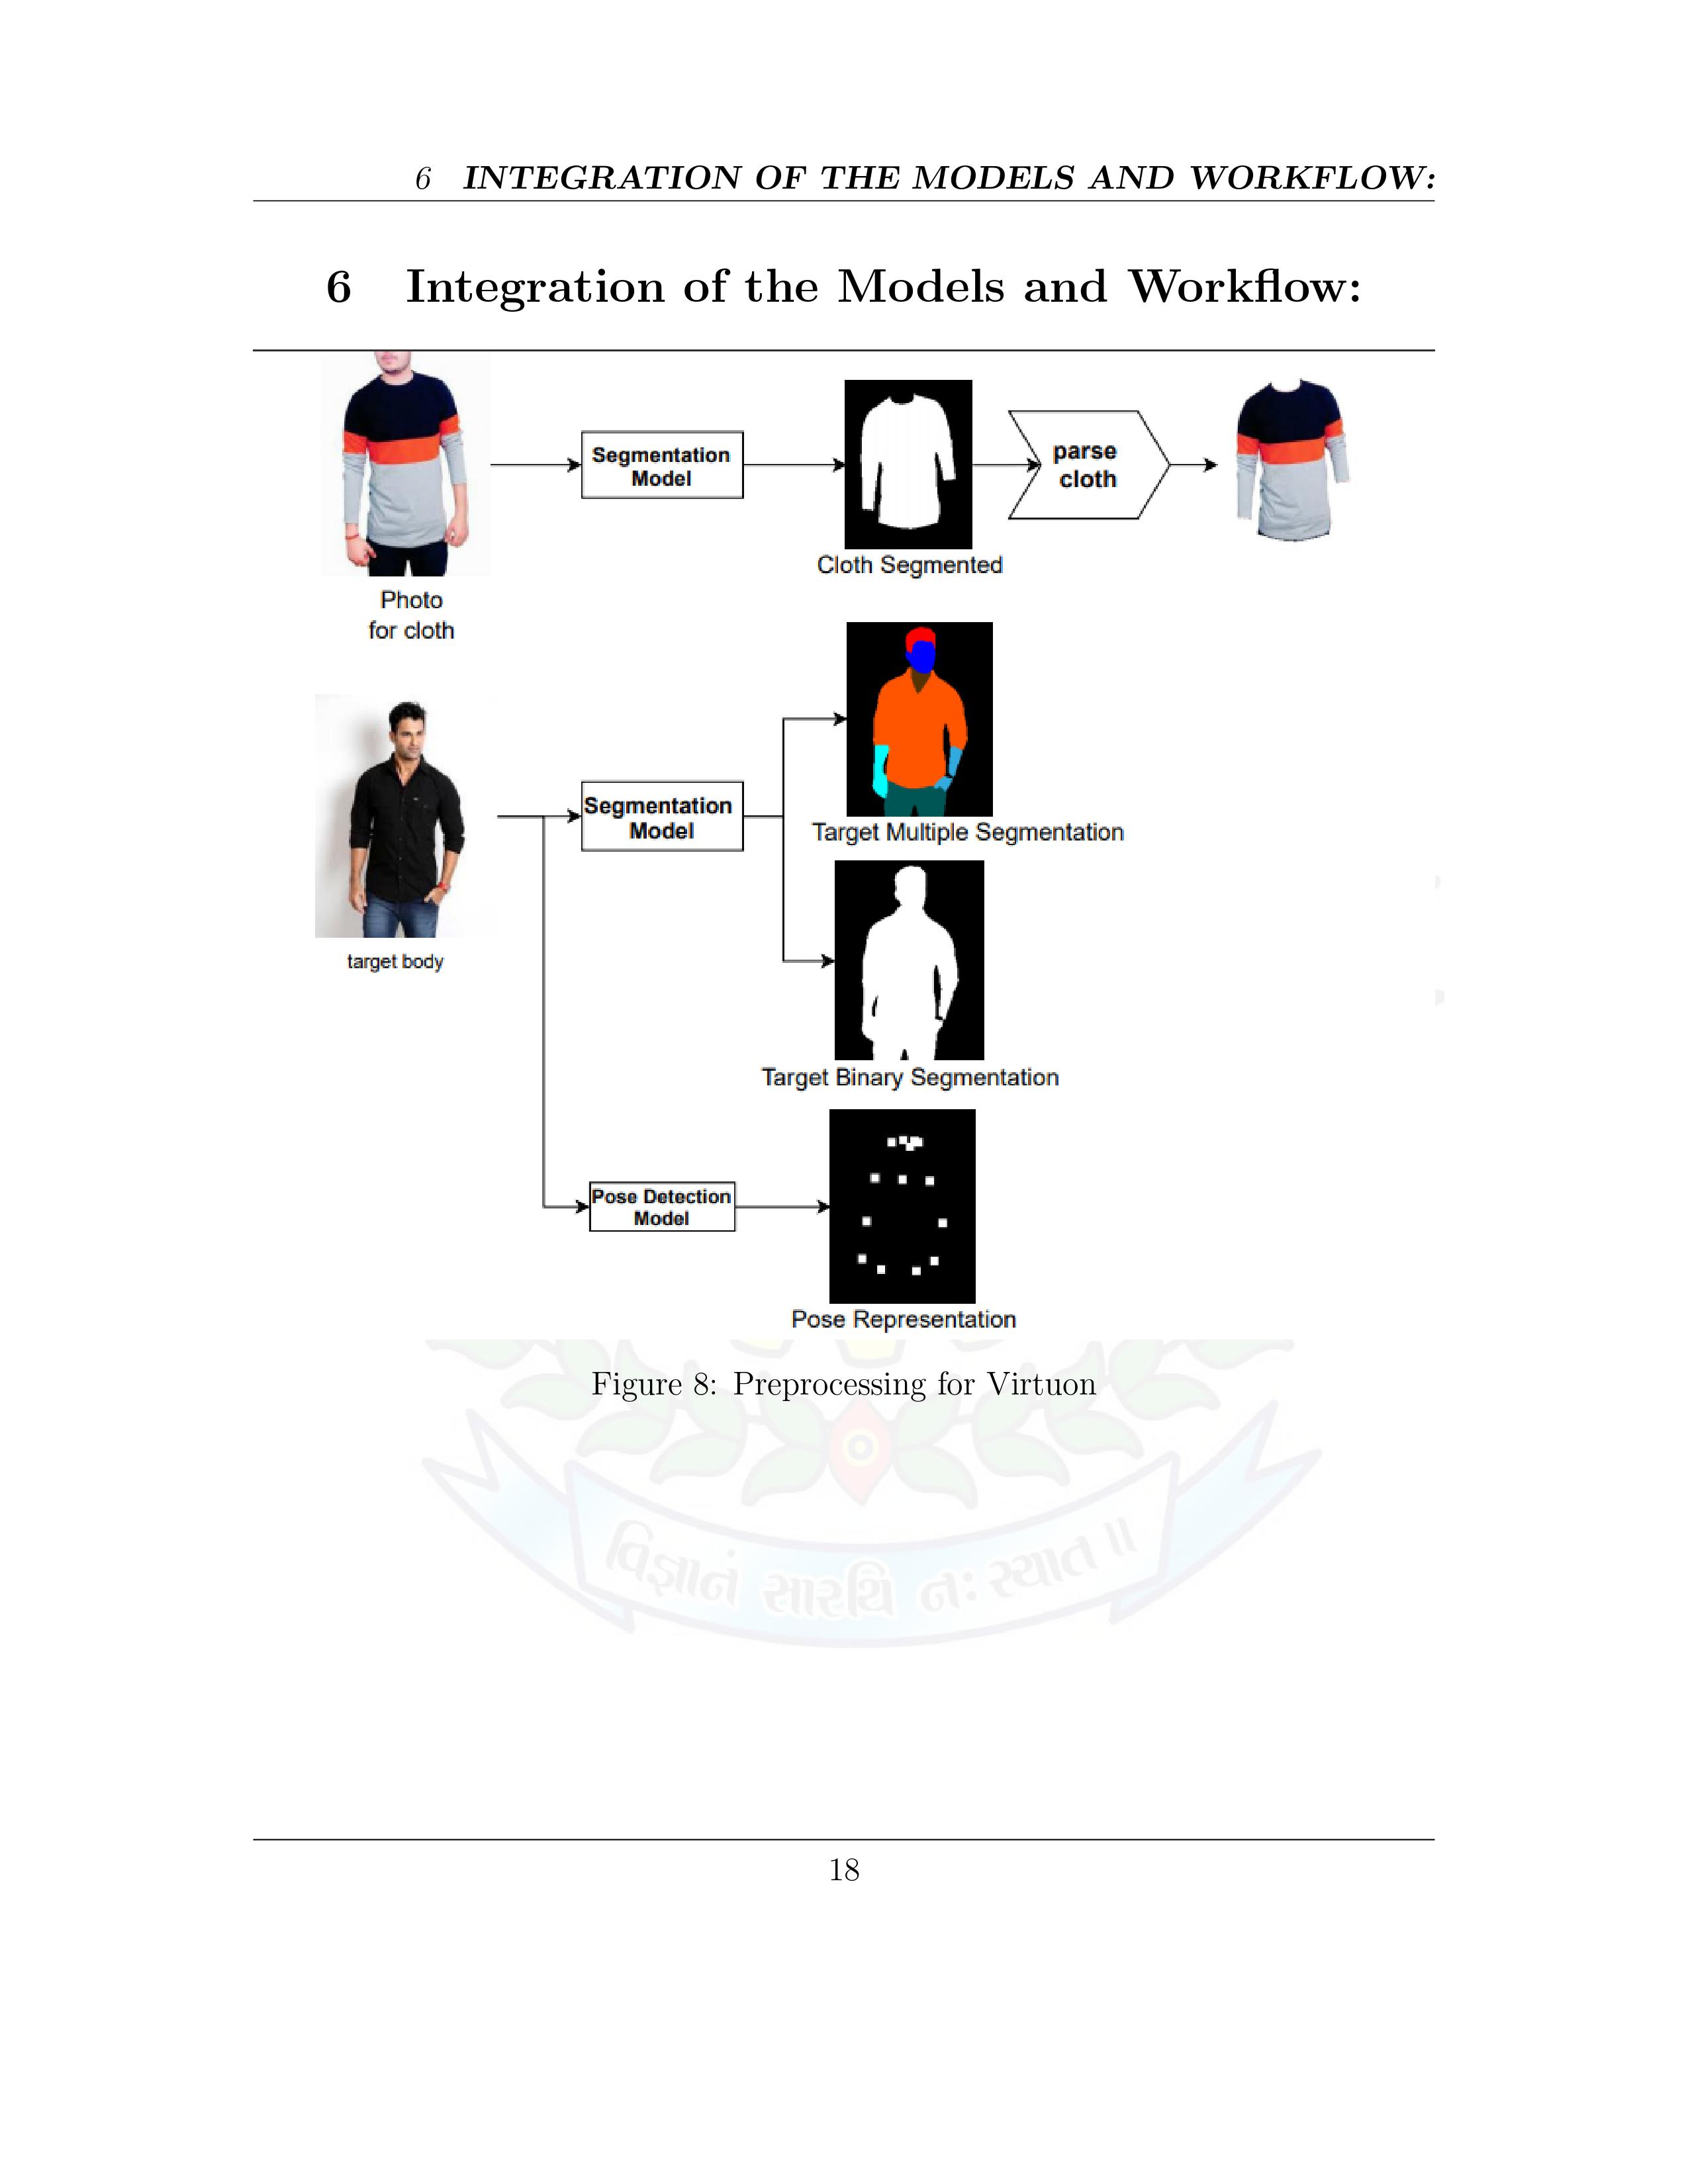 6 INTEGRATION OF THE MODELS AND WORKFLOW:
6 Integration of the Models and Workflow:
Segmentation
Model
parse
cloth
Cloth Segmented
Photo
for cloth
Segmentation
Model
Target Multiple Segmentation
target body
Target Binary Segmentation
Pose Detection
Model
Pose Representation
Figure 8: Preprocessing for Virtuon
વિજ્ઞાનં સારથિ નઃ સ્યાત ॥
18